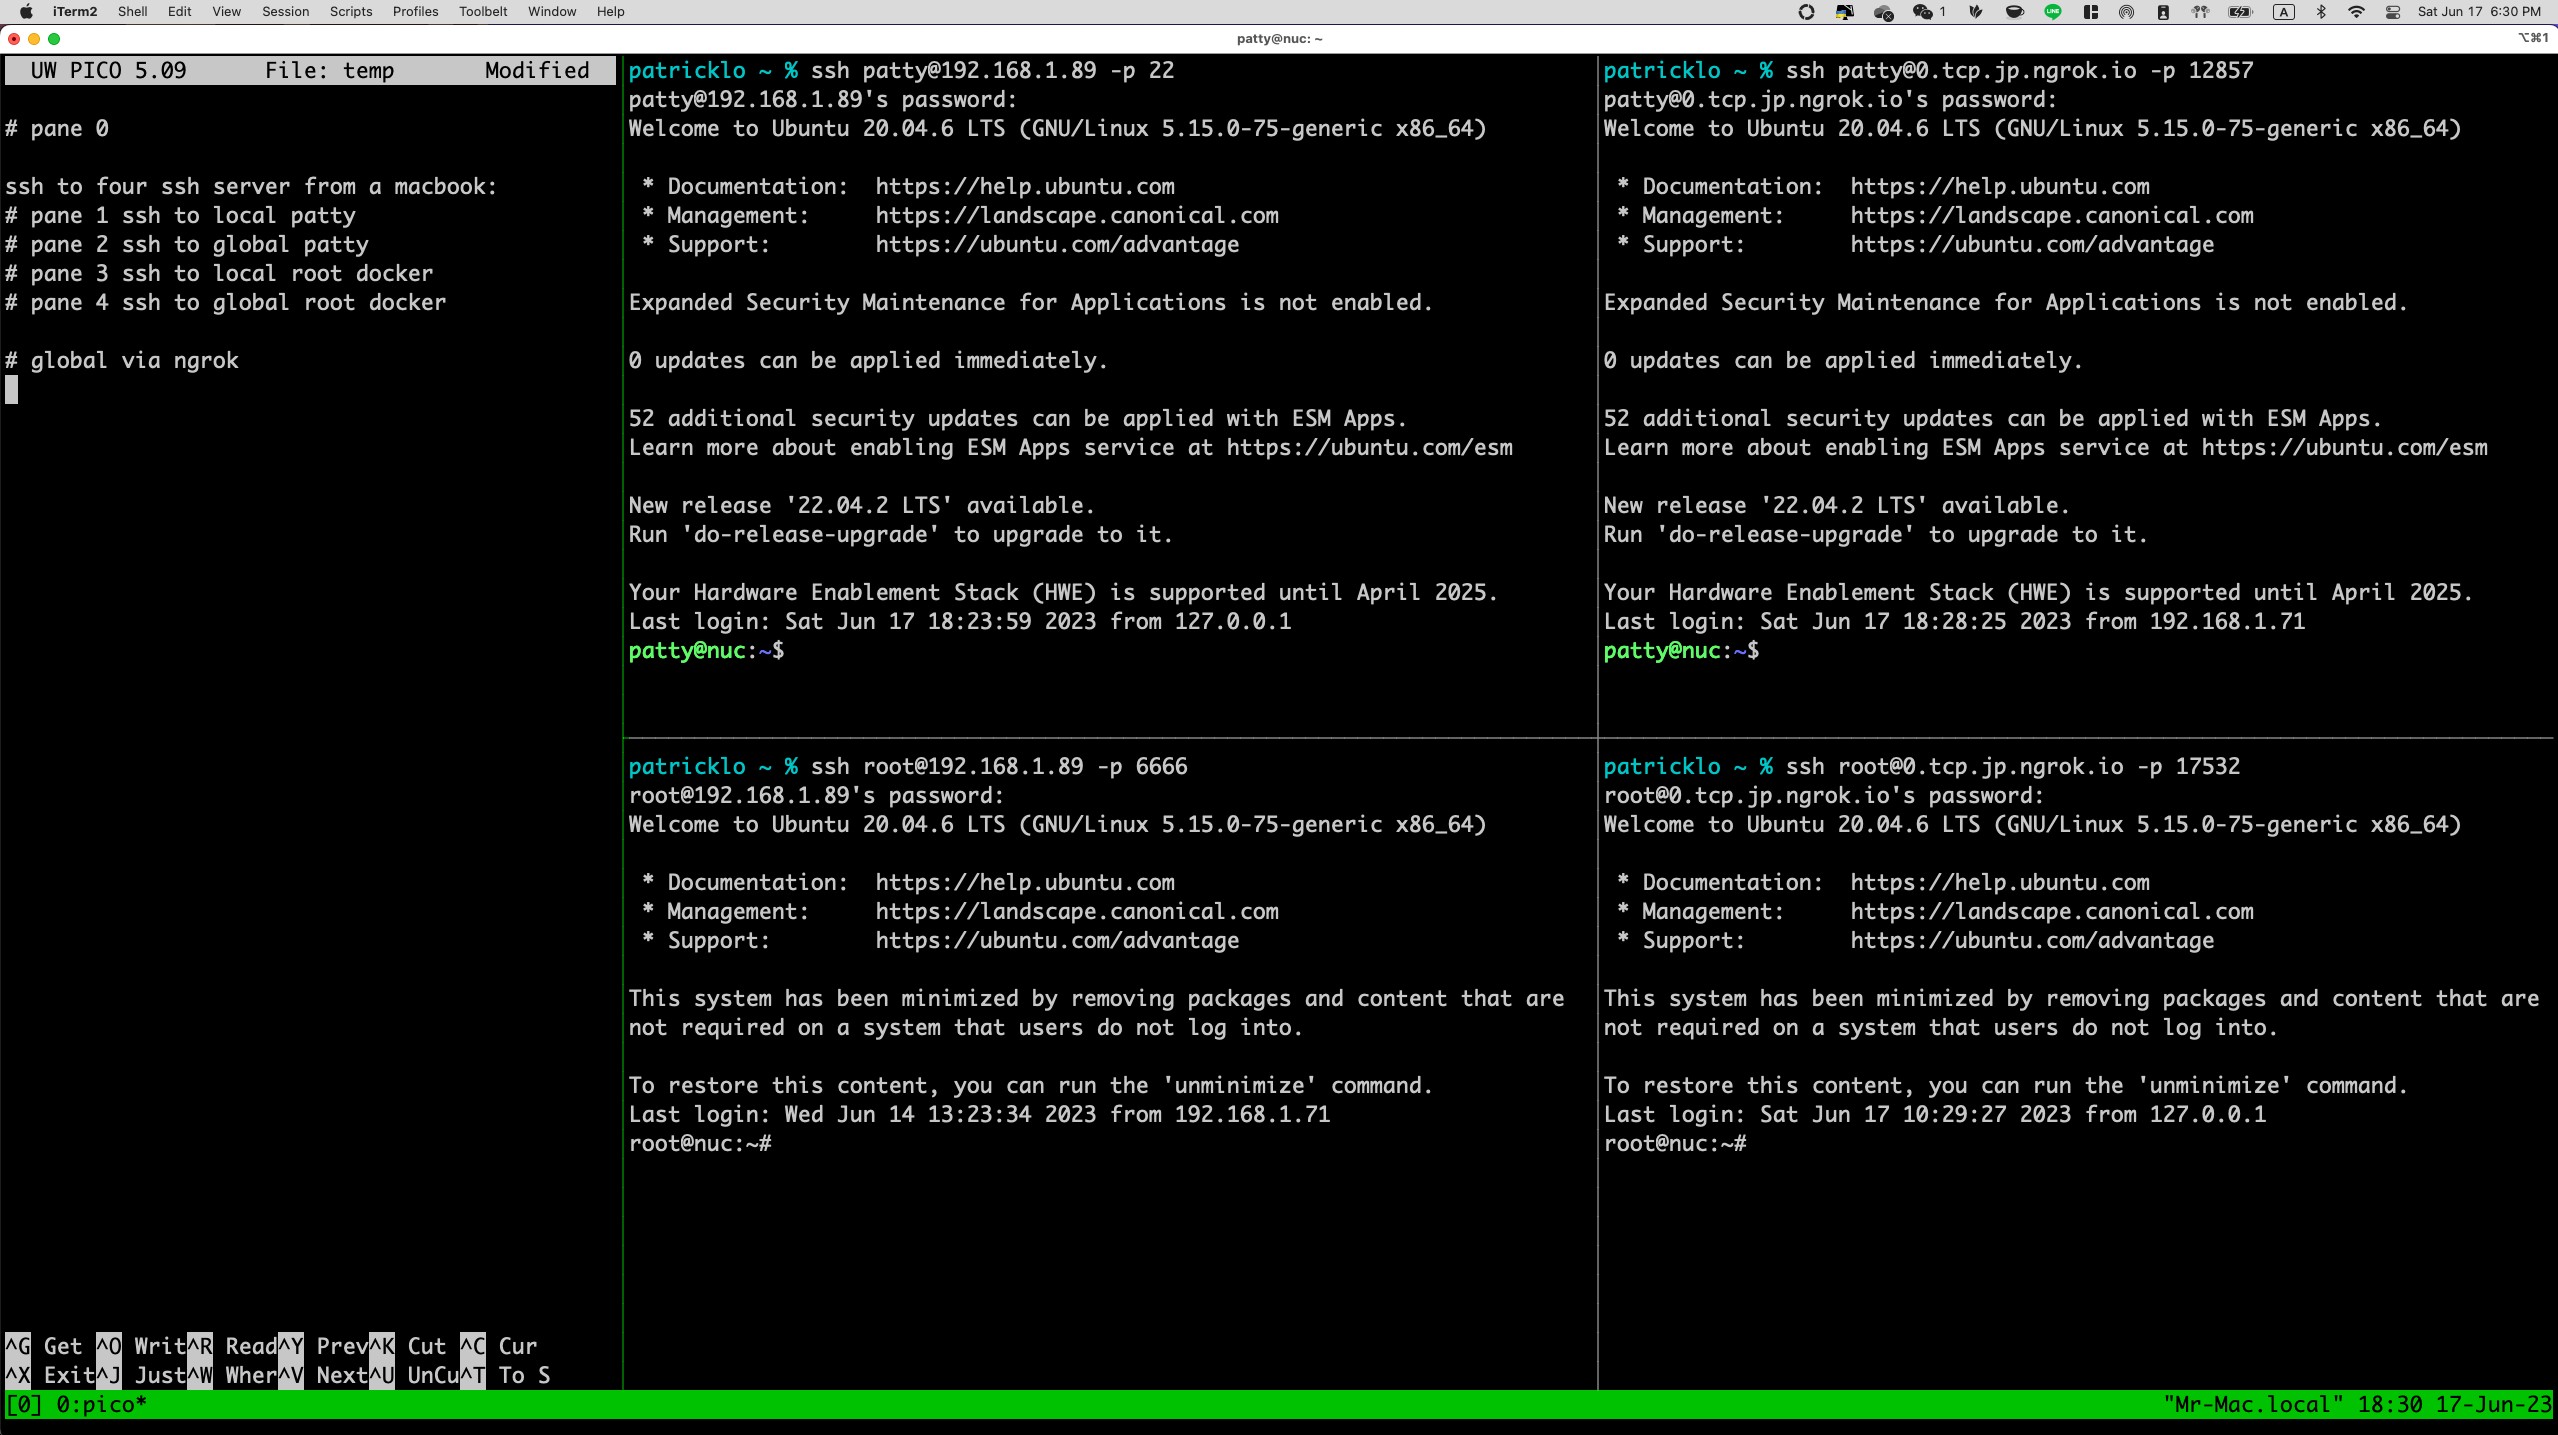 iTerm2 Shell Edit View Session Scripts Profiles Toolbelt Window Help 1 LINE A Sat Jun 17 6:30 PM
patty@nuc: ~ ⌥⌘1
UW PICO 5.09 File: temp Modified
# pane 0
ssh to four ssh server from a macbook:
# pane 1 ssh to local patty
# pane 2 ssh to global patty
# pane 3 ssh to local root docker
# pane 4 ssh to global root docker
# global via ngrok
^G Get ^O Writ^R Read^Y Prev^K Cut ^C Cur
^X Exit^J Just^W Wher^V Next^U UnCu^T To S
patricklo ~ % ssh patty@192.168.1.89 -p 22
patty@192.168.1.89's password:
Welcome to Ubuntu 20.04.6 LTS (GNU/Linux 5.15.0-75-generic x86_64)
* Documentation: https://help.ubuntu.com
* Management: https://landscape.canonical.com
* Support: https://ubuntu.com/advantage
Expanded Security Maintenance for Applications is not enabled.
0 updates can be applied immediately.
52 additional security updates can be applied with ESM Apps.
Learn more about enabling ESM Apps service at https://ubuntu.com/esm
New release '22.04.2 LTS' available.
Run 'do-release-upgrade' to upgrade to it.
Your Hardware Enablement Stack (HWE) is supported until April 2025.
Last login: Sat Jun 17 18:23:59 2023 from 127.0.0.1
patty@nuc:~$
patricklo ~ % ssh patty@0.tcp.jp.ngrok.io -p 12857
patty@0.tcp.jp.ngrok.io's password:
Welcome to Ubuntu 20.04.6 LTS (GNU/Linux 5.15.0-75-generic x86_64)
* Documentation: https://help.ubuntu.com
* Management: https://landscape.canonical.com
* Support: https://ubuntu.com/advantage
Expanded Security Maintenance for Applications is not enabled.
0 updates can be applied immediately.
52 additional security updates can be applied with ESM Apps.
Learn more about enabling ESM Apps service at https://ubuntu.com/esm
New release '22.04.2 LTS' available.
Run 'do-release-upgrade' to upgrade to it.
Your Hardware Enablement Stack (HWE) is supported until April 2025.
Last login: Sat Jun 17 18:28:25 2023 from 192.168.1.71
patty@nuc:~$
patricklo ~ % ssh root@192.168.1.89 -p 6666
root@192.168.1.89's password:
Welcome to Ubuntu 20.04.6 LTS (GNU/Linux 5.15.0-75-generic x86_64)
* Documentation: https://help.ubuntu.com
* Management: https://landscape.canonical.com
* Support: https://ubuntu.com/advantage
This system has been minimized by removing packages and content that are
not required on a system that users do not log into.
To restore this content, you can run the 'unminimize' command.
Last login: Wed Jun 14 13:23:34 2023 from 192.168.1.71
root@nuc:~#
patricklo ~ % ssh root@0.tcp.jp.ngrok.io -p 17532
root@0.tcp.jp.ngrok.io's password:
Welcome to Ubuntu 20.04.6 LTS (GNU/Linux 5.15.0-75-generic x86_64)
* Documentation: https://help.ubuntu.com
* Management: https://landscape.canonical.com
* Support: https://ubuntu.com/advantage
This system has been minimized by removing packages and content that are
not required on a system that users do not log into.
To restore this content, you can run the 'unminimize' command.
Last login: Sat Jun 17 10:29:27 2023 from 127.0.0.1
root@nuc:~#
[0] 0:pico* "Mr-Mac.local" 18:30 17-Jun-23